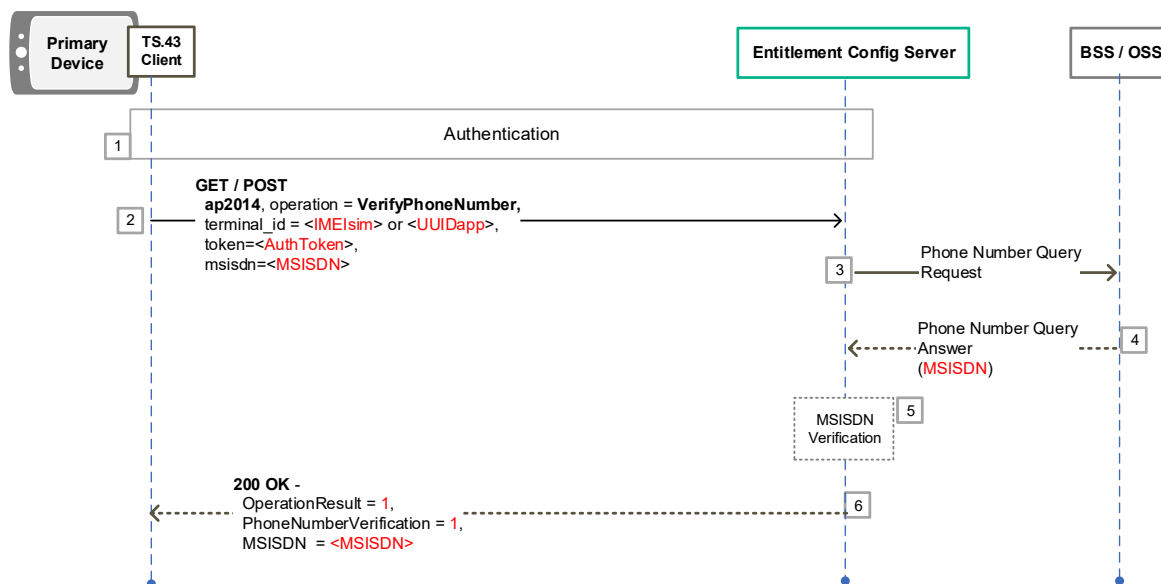 Primary
Device
TS.43
Client
Entitlement Config Server
BSS / OSS
1
Authentication
GET / POST
2
ap2014, operation = VerifyPhoneNumber,
terminal_id = <IMEIsim> or <UUIDapp>,
token=<AuthToken>,
msisdn=<MSISDN>
3
Phone Number Query
Request
Phone Number Query
Answer
(MSISDN)
4
MSISDN
Verification
5
200 OK -
OperationResult = 1,
PhoneNumberVerification = 1,
MSISDN = <MSISDN>
6